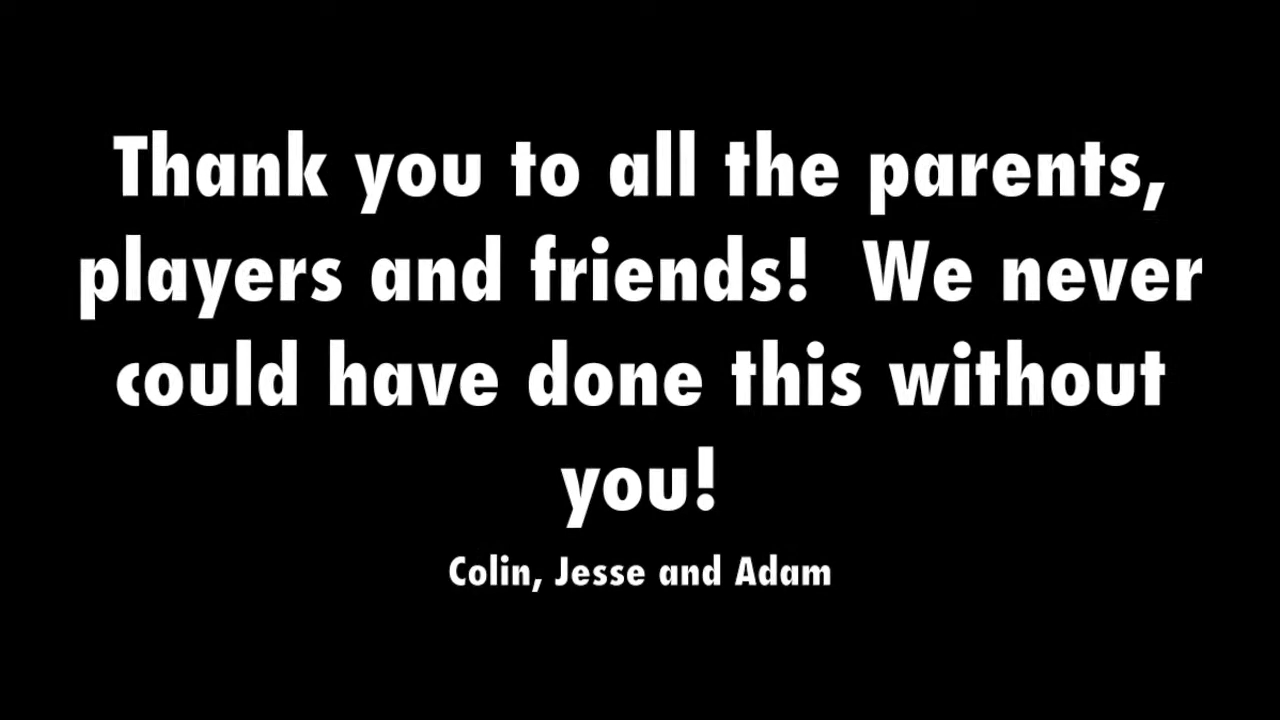 Thank you to all the parents,
players and friends!  We never
could have done this without
you!
Colin, Jesse and Adam